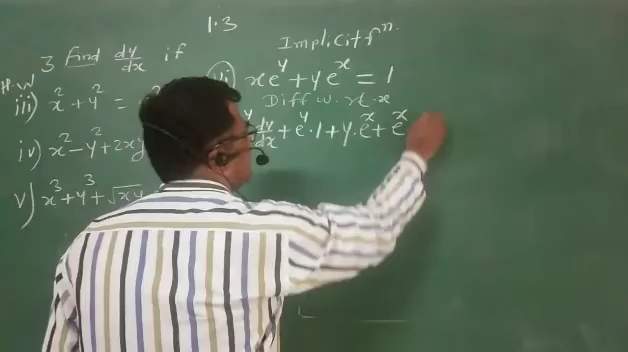 1.3
Implicit fⁿ.
3 Find dy/dx if
H.W
iii) x² + y² =
vi) xe^y + ye^x = 1
Diff w.r.t.x
iv) x² - y² + 2xy
dy/dx + e^y · 1 + y · e^x + e^x
v) x³ + y³ + √xy